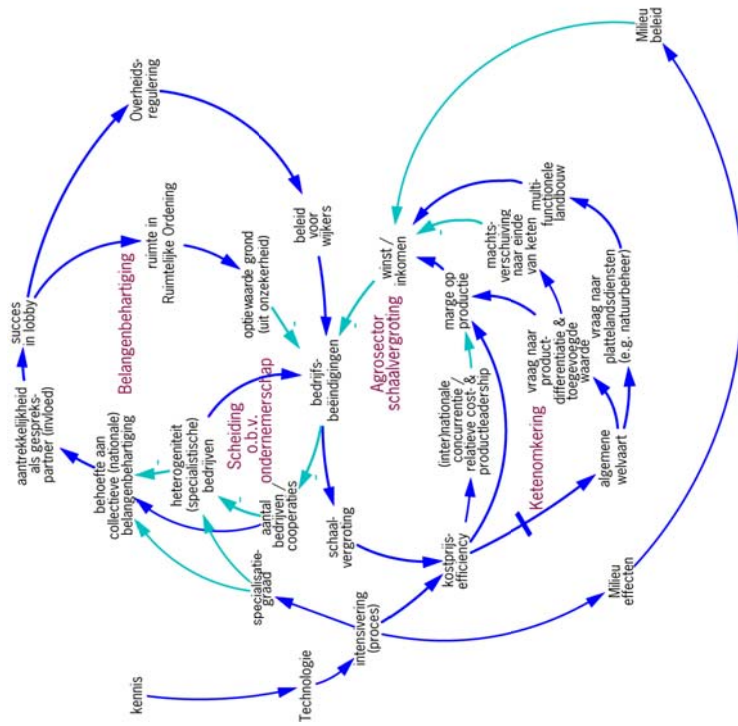 kennis
Technologie
intensivering
(proces)
specialisatie-
graad
aantrekkelijkheid
als gespreks-
partner (invloed)
behoefte aan
collectieve (nationale)
belangenbehartiging
heterogeniteit
(specialistische)
bedrijven
aantal
bedrijven /
cooperaties
schaal-
vergroting
kostprijs-
efficiency
Milieu
effecten
succes
in lobby
Belangenbehartiging
ruimte in
Ruimtelijke Ordening
Overheids-
regulering
optiewaarde grond
(uit onzekerheid)
Scheiding
o.b.v.
ondernemerschap
beleid
voor
wijkers
bedrijfs-
beëindigingen
Agrosector
schaalvergroting
winst /
inkomen
(inter)nationale
concurrentie /
relatieve cost- &
productleadership
marge op
productie
Ketenomkering
algemene
welvaart
vraag naar
product-
differentiatie &
toegevoegde
waarde
machts-
verschuiving
naar einde
van keten
vraag naar
plattelandsdiensten
(e.g. natuurbeheer)
multi-
functionele
landbouw
Milieu
beleid